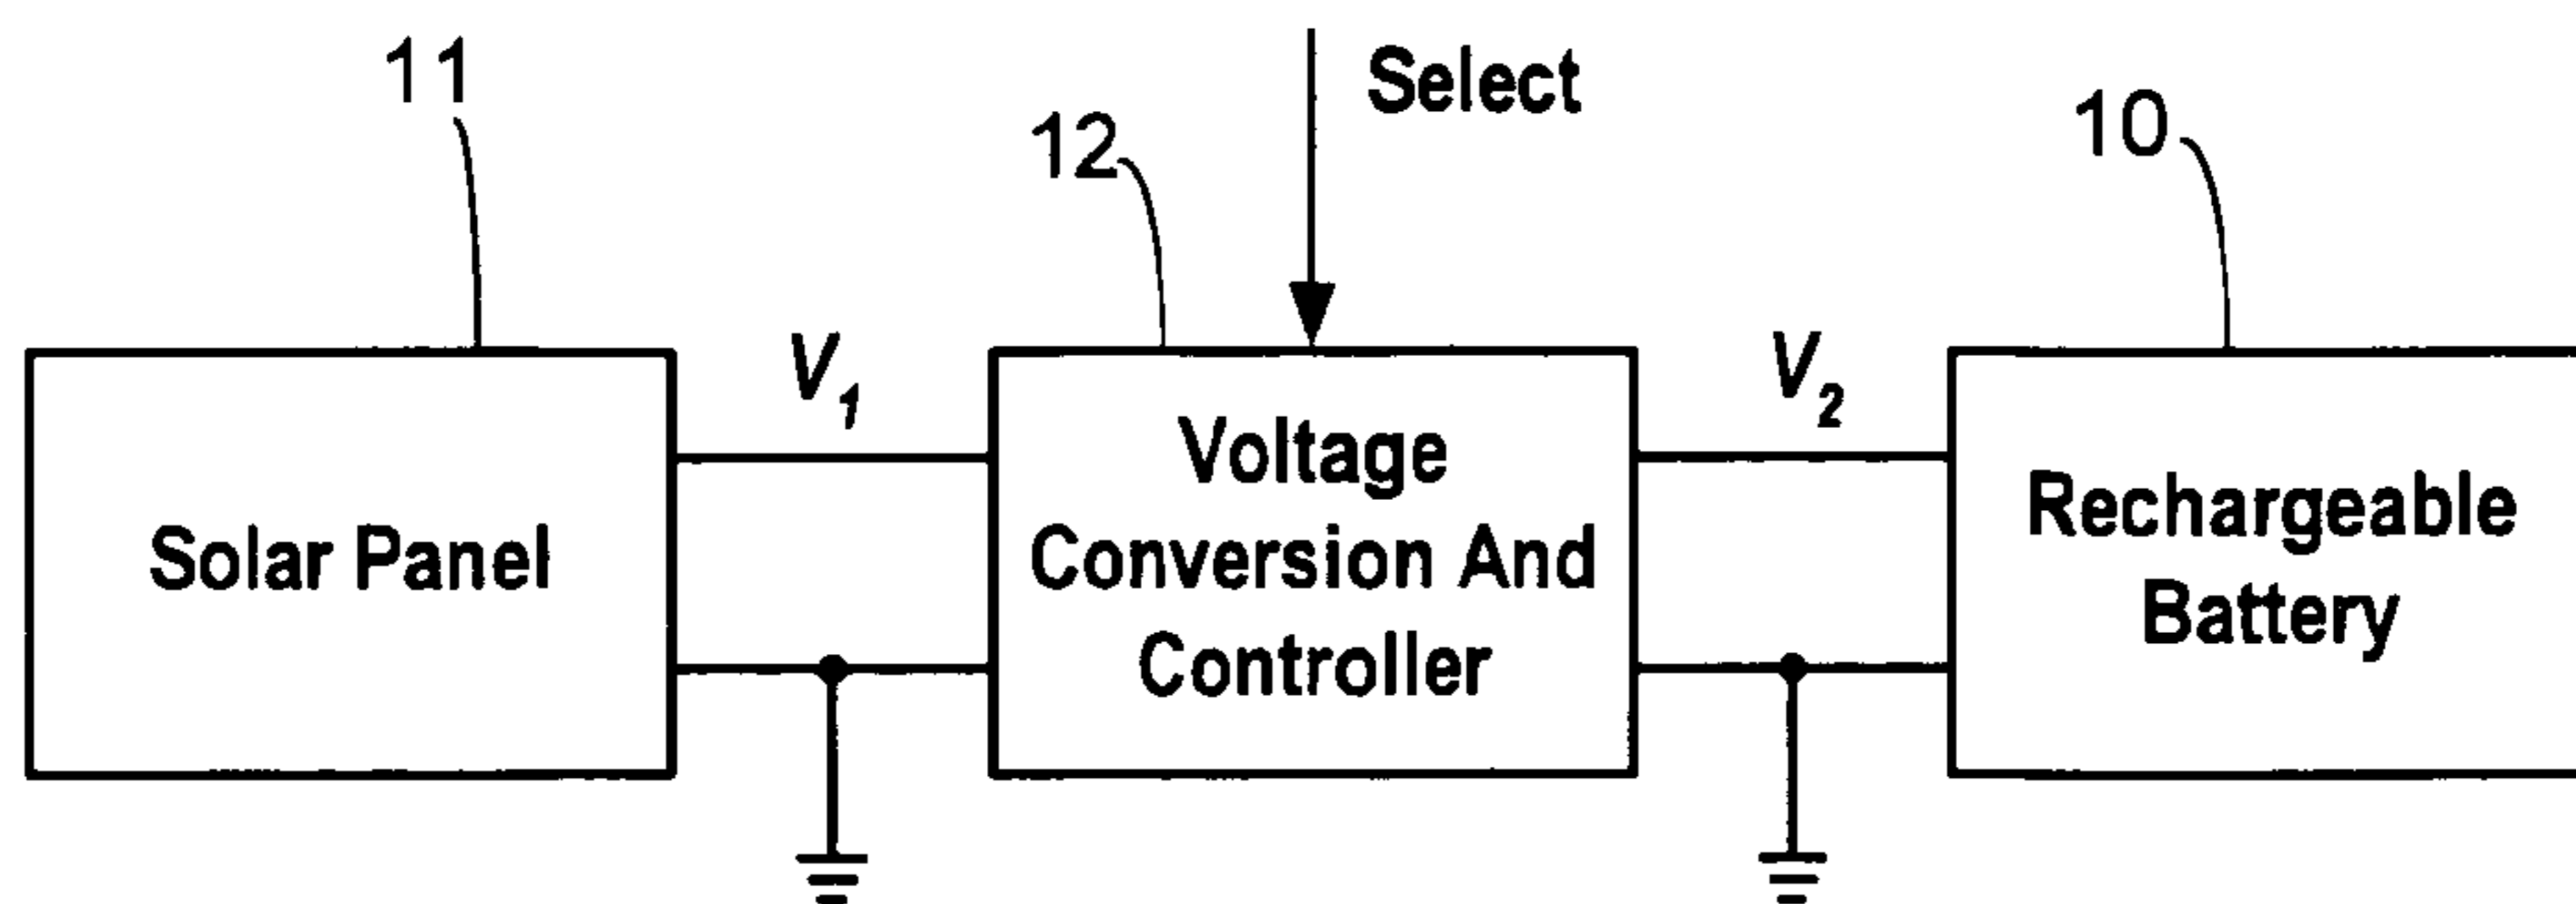 11
Select
12
10
V1
V2
Solar Panel
Voltage
Conversion And
Controller
Rechargeable
Battery